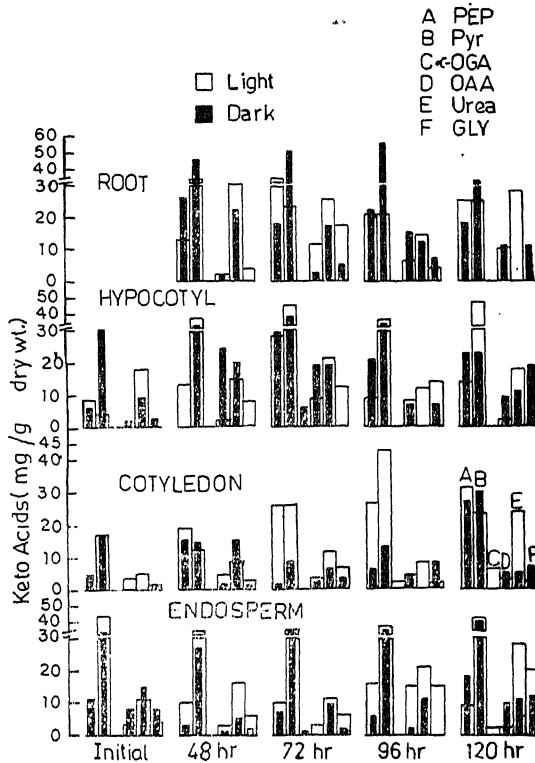 A PEP
B Pyr
C α-OGA
D OAA
E Urea
F GLY
Light
Dark
Keto Acids (mg/g dry wt.)
60
50
40
30
20
10
0
ROOT
50
40
30
20
10
0
HYPOCOTYL
45
40
30
20
10
0
COTYLEDON
A B C D E F
50
40
30
20
10
0
ENDOSPERM
Initial 48 hr 72 hr 96 hr 120 hr